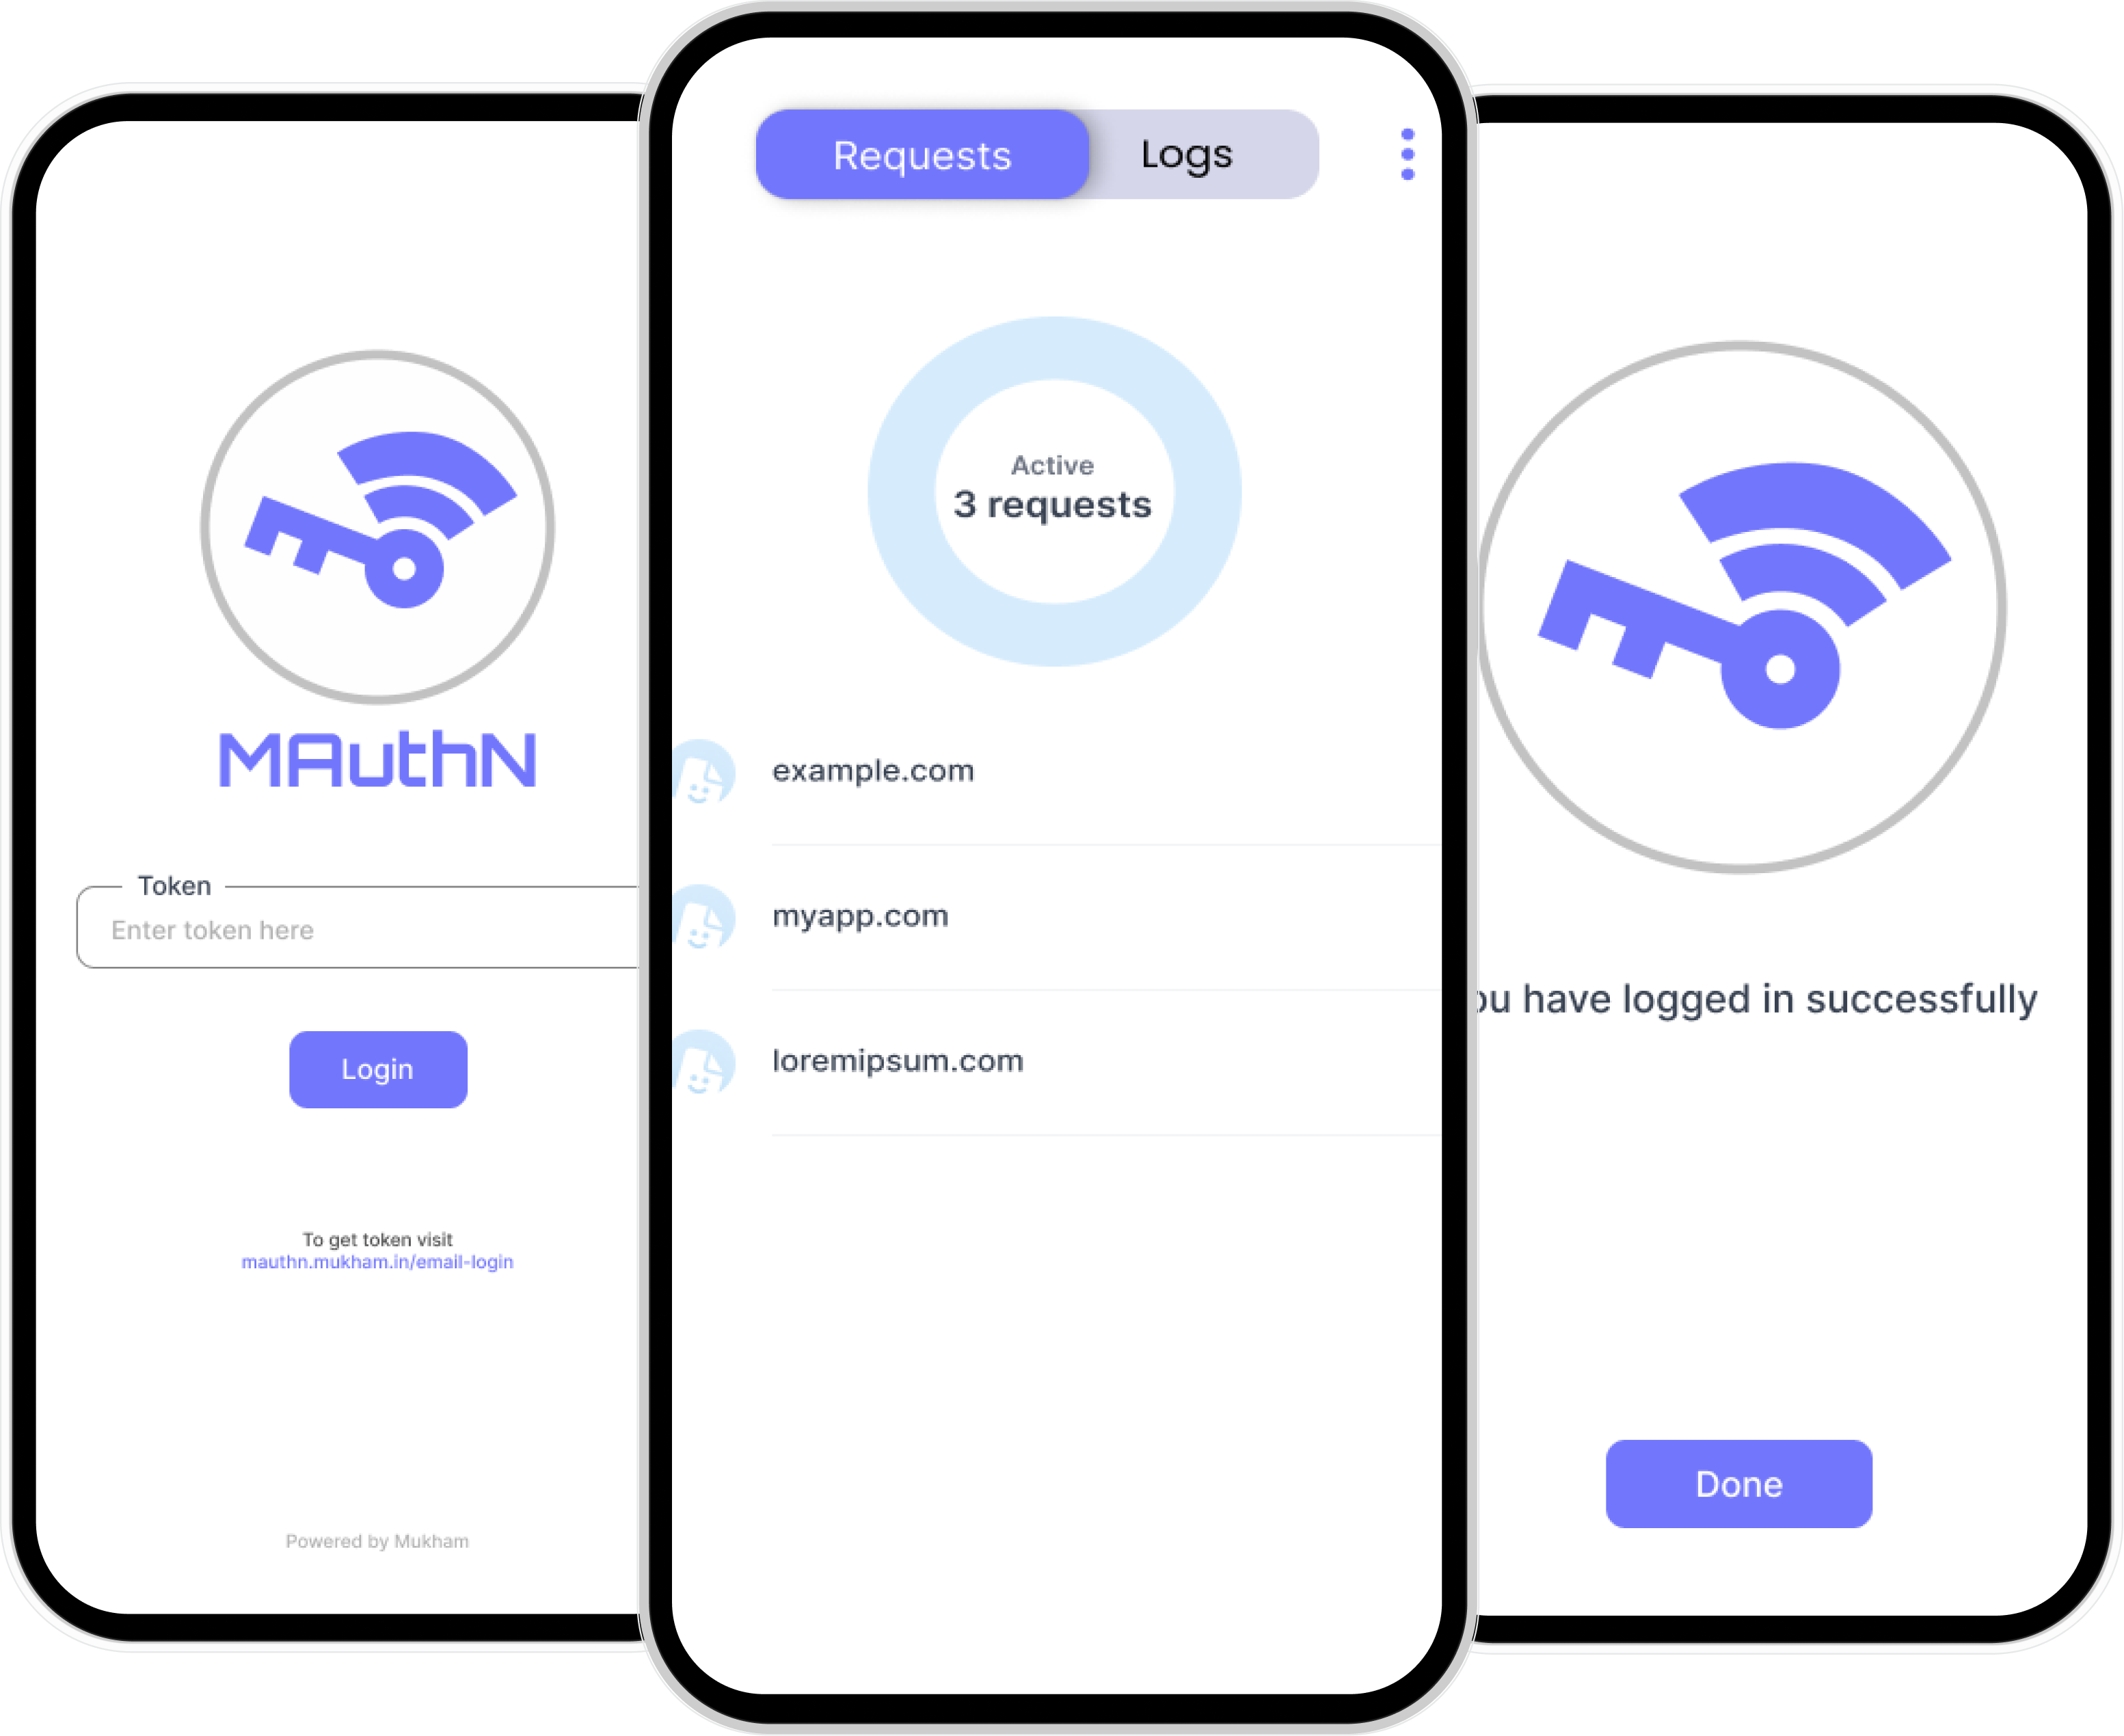 MAuthN
Token
Enter token here
Login
To get token visit
mauthn.mukham.in/email-login
Powered by Mukham
Requests
Logs
Active
3 requests
example.com
myapp.com
loremipsum.com
have logged in successfully
Done